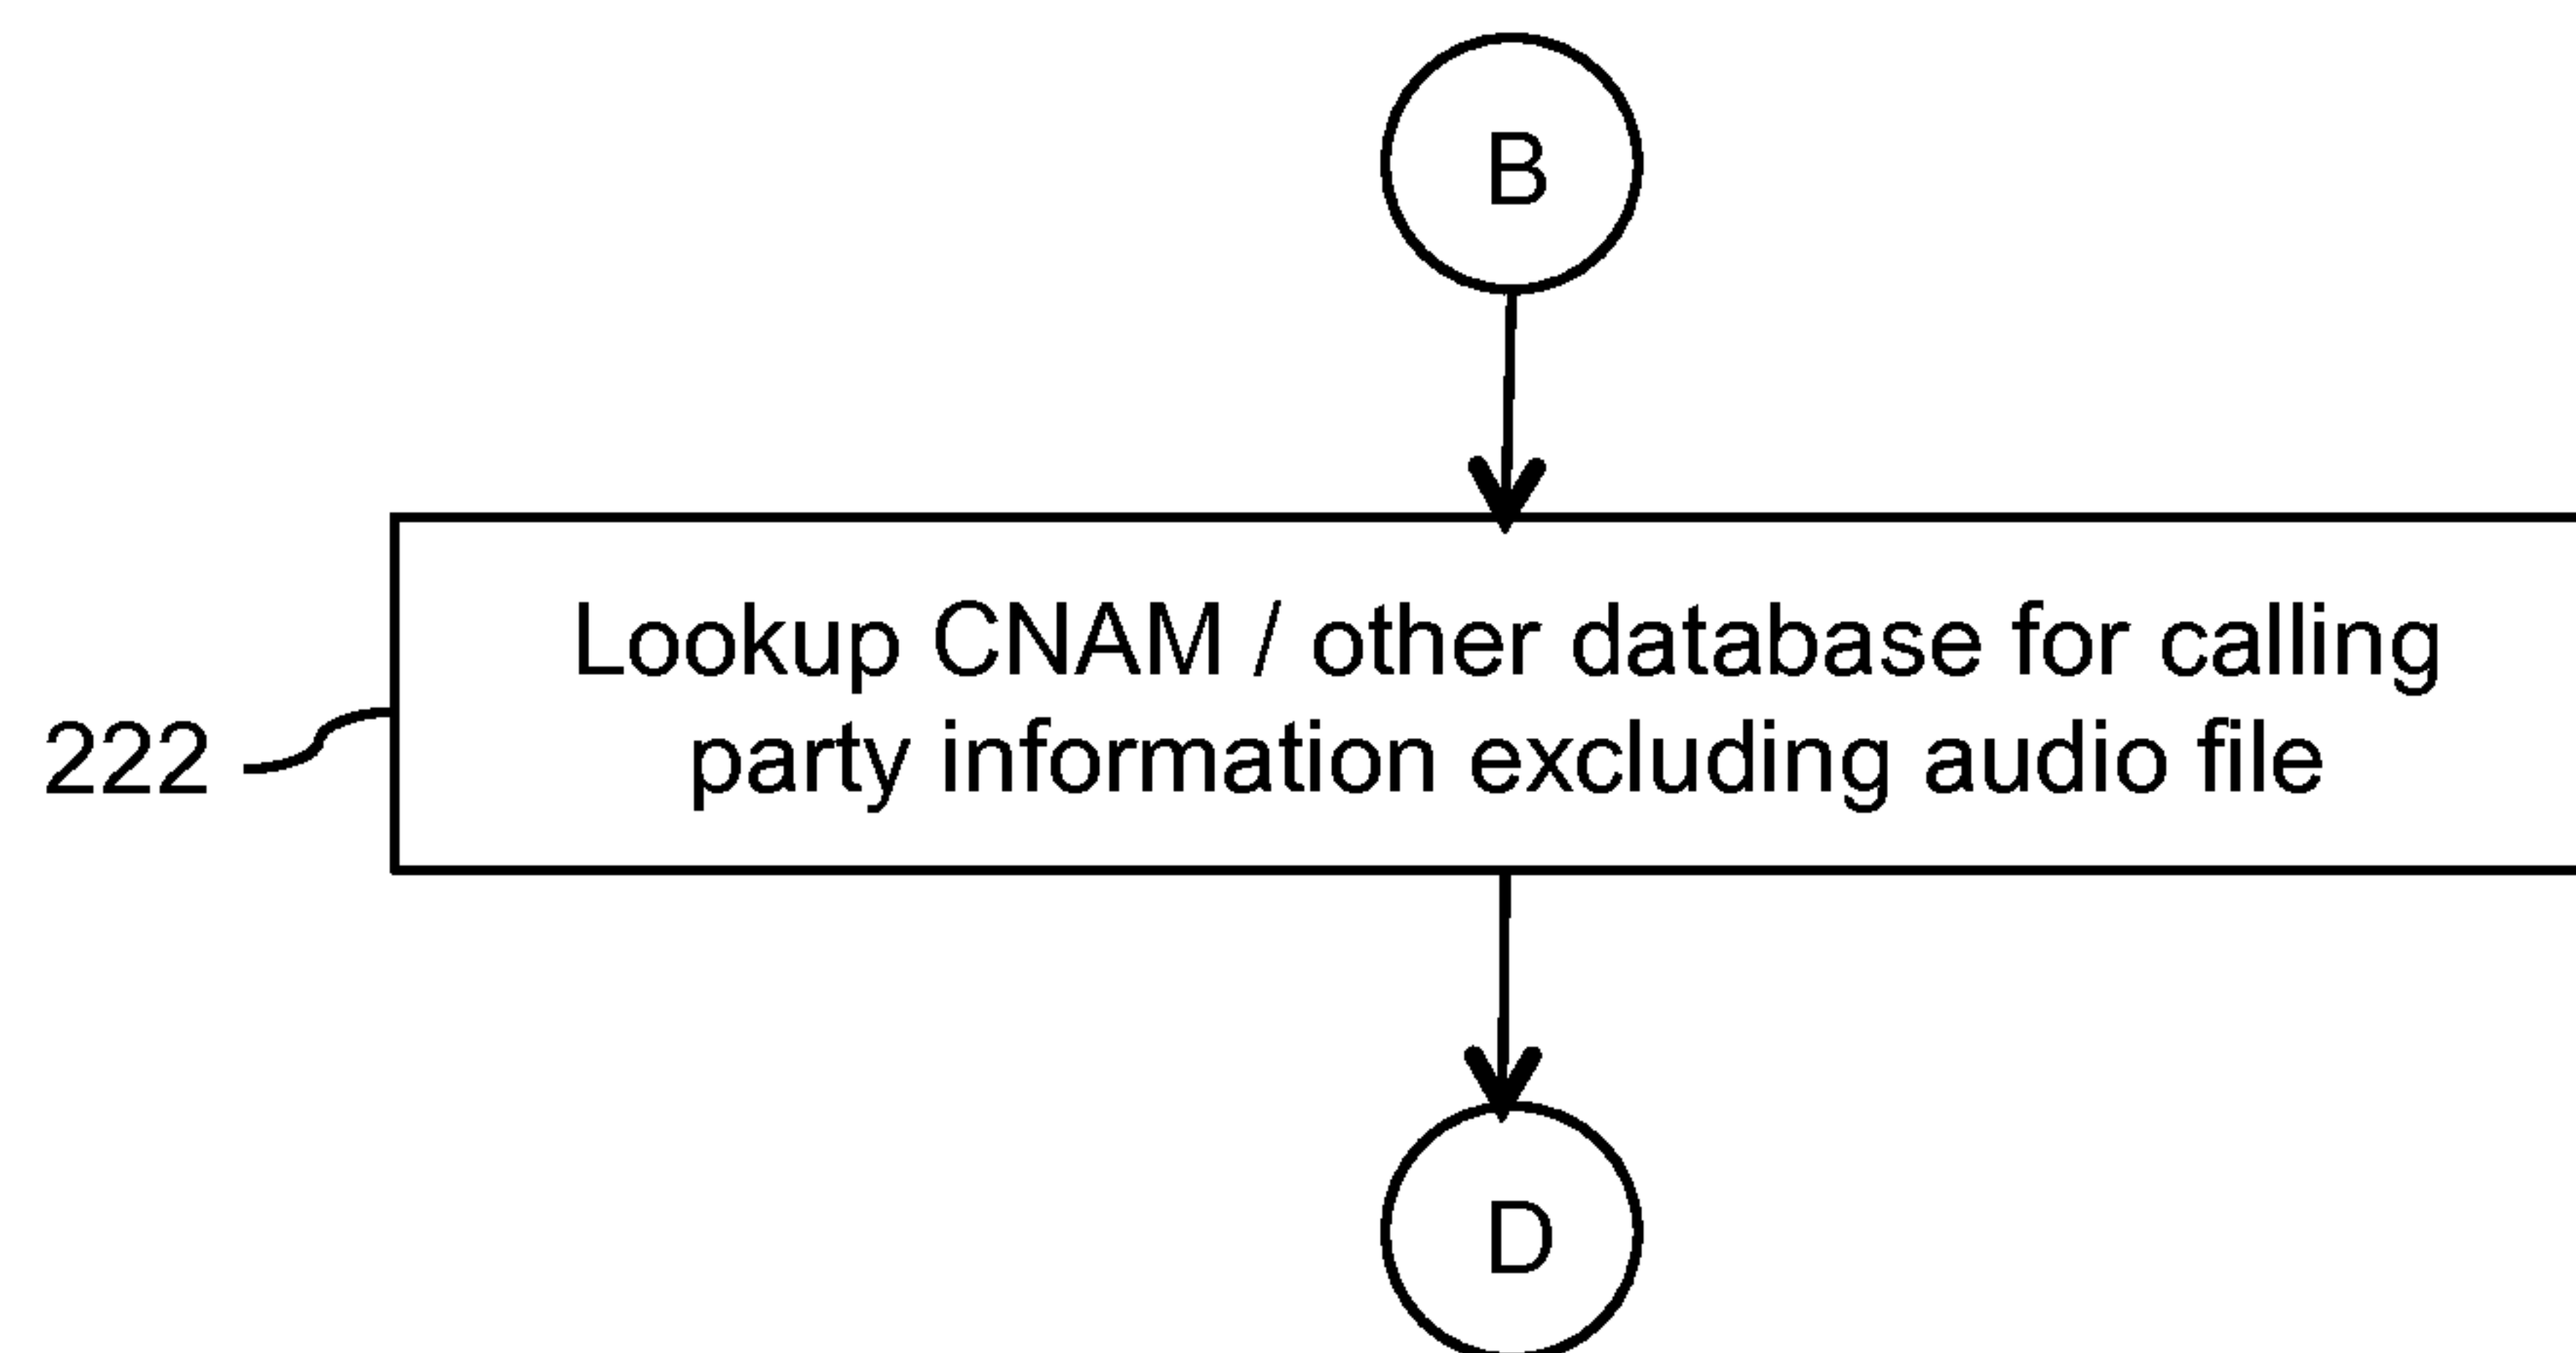 B
Lookup CNAM / other database for calling
party information excluding audio file
222
D